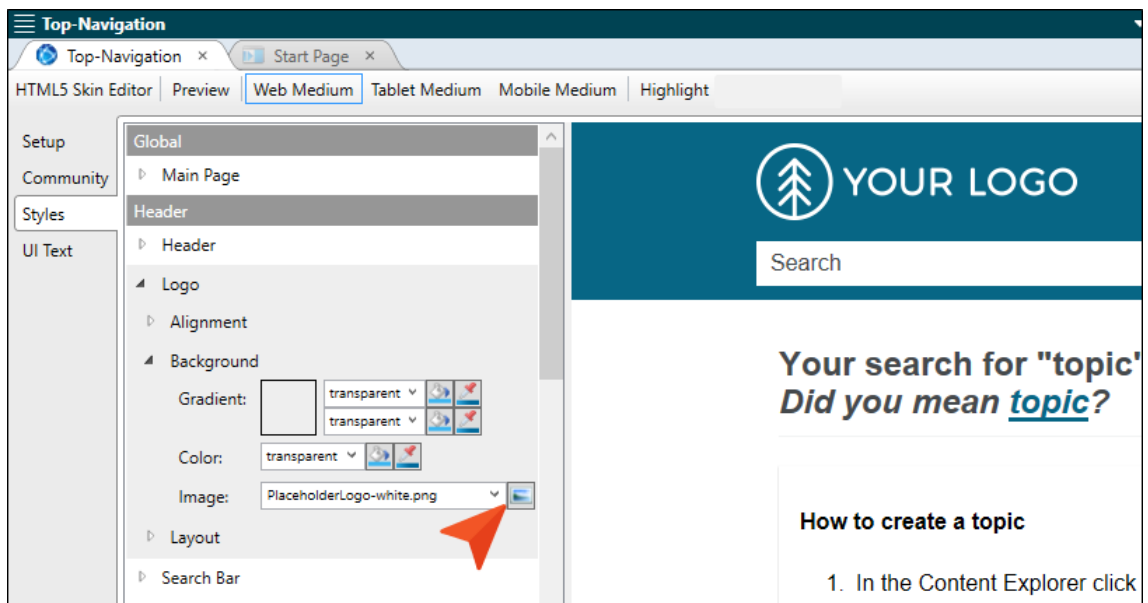 Top-Navigation
Top-Navigation × Start Page ×
HTML5 Skin Editor Preview Web Medium Tablet Medium Mobile Medium Highlight
Setup
Community
Styles
UI Text
Global
Main Page
Header
Header
Logo
Alignment
Background
Gradient: transparent
transparent
Color: transparent
Image: PlaceholderLogo-white.png
Layout
Search Bar
YOUR LOGO
Search
Your search for "topic"
Did you mean topic?
How to create a topic
1. In the Content Explorer click